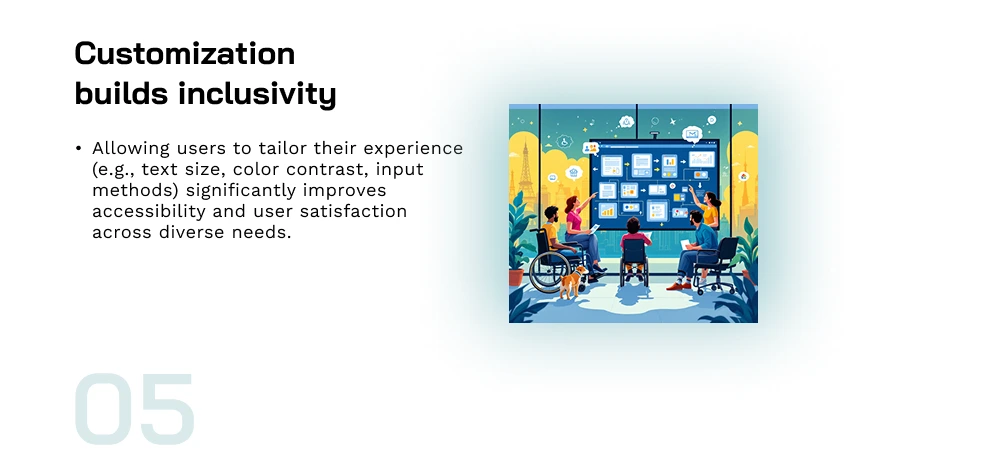 Customization
builds inclusivity
• Allowing users to tailor their experience
(e.g., text size, color contrast, input
methods) significantly improves
accessibility and user satisfaction
across diverse needs.
05